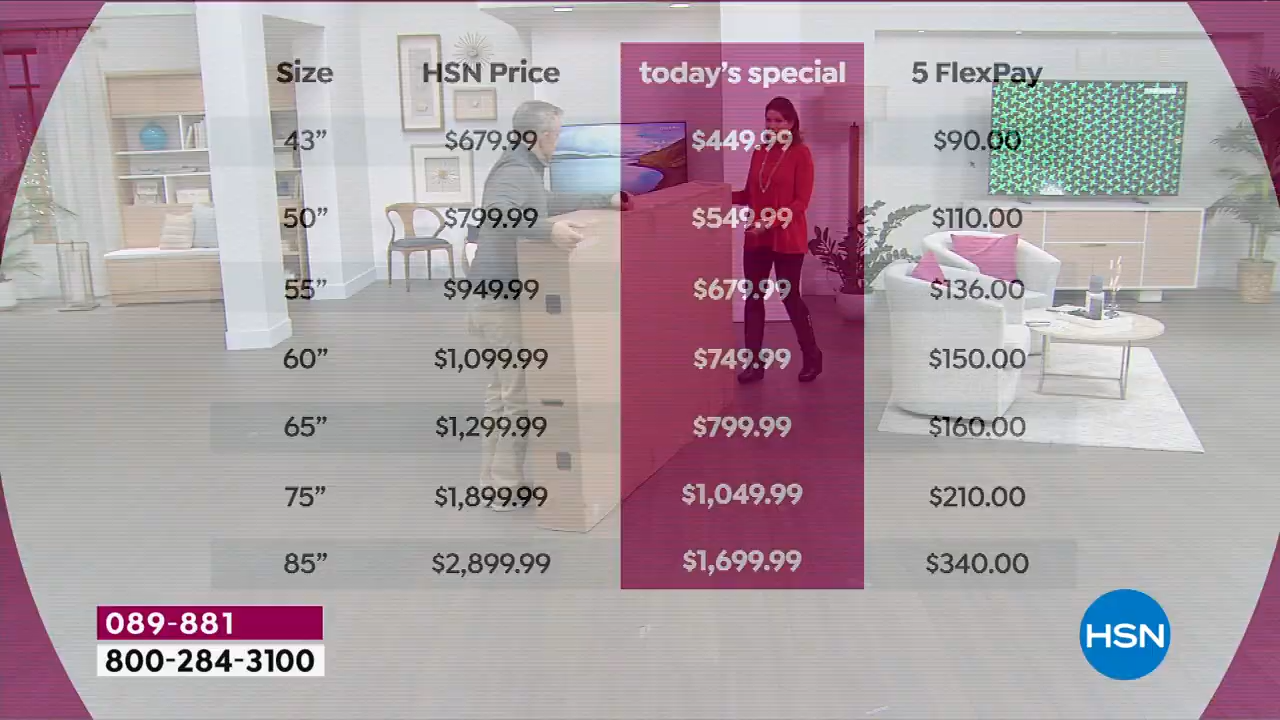 Size HSN Price today's special 5 FlexPay
43” $679.99 $449.99 $90.00
50” $799.99 $549.99 $110.00
55” $949.99 $679.99 $136.00
60” $1,099.99 $749.99 $150.00
65” $1,299.99 $799.99 $160.00
75” $1,899.99 $1,049.99 $210.00
85” $2,899.99 $1,699.99 $340.00
089-881
800-284-3100
HSN